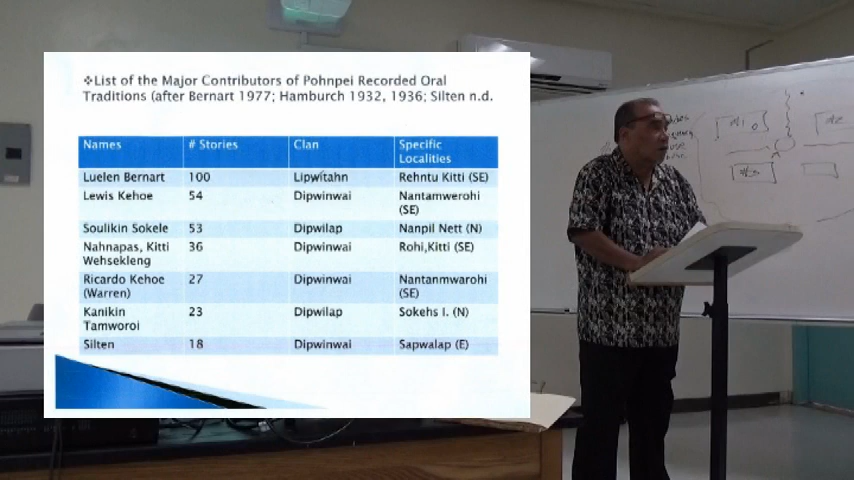 ❖List of the Major Contributors of Pohnpei Recorded Oral
Traditions (after Bernart 1977; Hamburch 1932, 1936; Silten n.d.
Names # Stories Clan Specific
Localities
Luelen Bernart 100 Lipwitahn Rehntu Kitti (SE)
Lewis Kehoe 54 Dipwinwai Nantamwerohi
(SE)
Soulikin Sokele 53 Dipwilap Nanpil Nett (N)
Nahnapas, Kitti 36 Dipwinwai Rohi,Kitti (SE)
Wehsekleng
Ricardo Kehoe 27 Dipwinwai Nantanmwarohi
(Warren) (SE)
Kanikin 23 Dipwilap Sokehs I. (N)
Tamworoi
Silten 18 Dipwinwai Sapwalap (E)